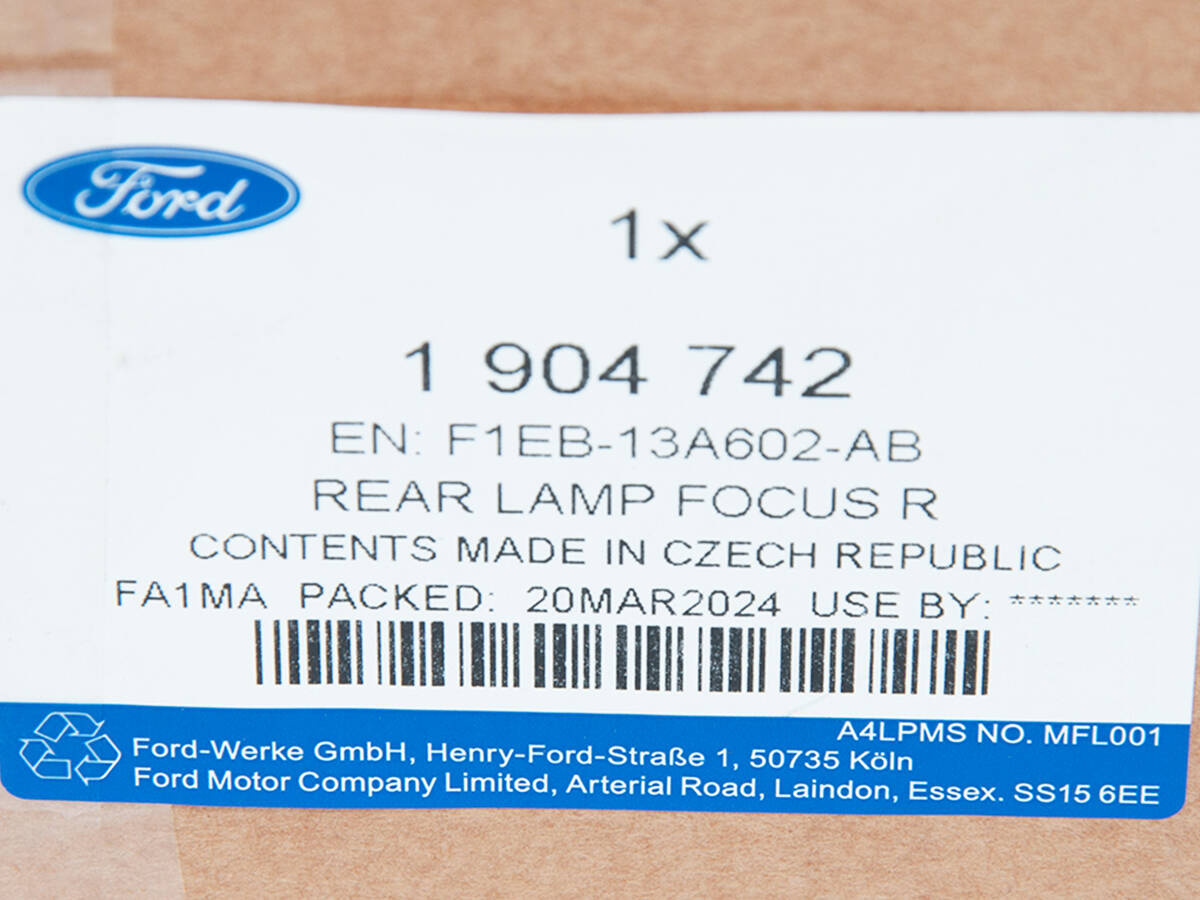 Ford
1x
1 904 742
EN: F1EB-13A602-AB
REAR LAMP FOCUS R
CONTENTS MADE IN CZECH REPUBLIC
FA1MA PACKED: 20MAR2024 USE BY: *******
A4LPMS NO. MFL001
Ford-Werke GmbH, Henry-Ford-Straße 1, 50735 Köln
Ford Motor Company Limited, Arterial Road, Laindon, Essex. SS15 6EE